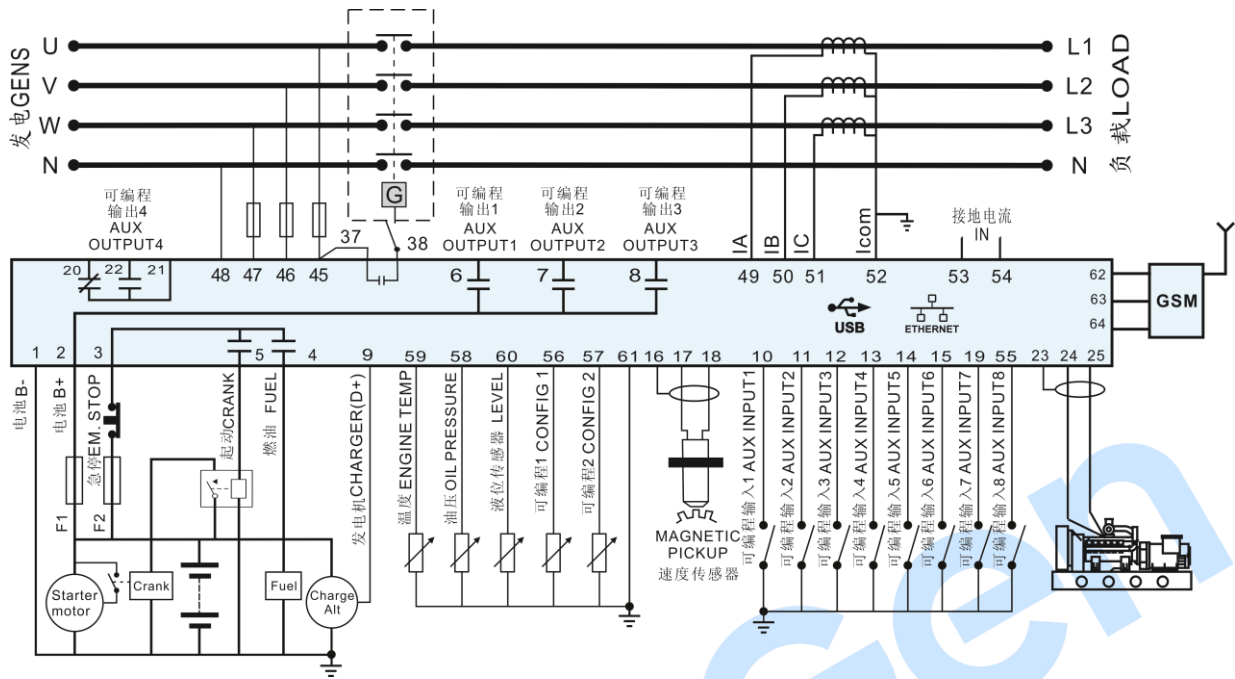 发电GENS
U
V
W
N
L1
L2
L3
N
负载LOAD
G
可编程
输出4
AUX
OUTPUT4
37
38
可编程
输出1
AUX
OUTPUT1
可编程
输出2
AUX
OUTPUT2
可编程
输出3
AUX
OUTPUT3
IA
IB
IC
Icom
接地电流
IN
20
22
21
48
47
46
45
6
7
8
49
50
51
52
53
54
62
63
64
GSM
USB
ETHERNET
1
2
3
5
4
9
59
58
60
56
57
61
16
17
18
10
11
12
13
14
15
19
55
23
24
25
电池B-
电池B+
急停EM. STOP
起动CRANK
燃油 FUEL
发电机CHARGER(D+)
温度 ENGINE TEMP
油压 OIL PRESSURE
液位传感器 LEVEL
可编程1 CONFIG 1
可编程2 CONFIG 2
可编程输入1 AUX INPUT1
可编程输入2 AUX INPUT2
可编程输入3 AUX INPUT3
可编程输入4 AUX INPUT4
可编程输入5 AUX INPUT5
可编程输入6 AUX INPUT6
可编程输入7 AUX INPUT7
可编程输入8 AUX INPUT8
F1
F2
MAGNETIC
PICKUP
速度传感器
Starter
motor
Crank
Fuel
Charge
Alt
Gen